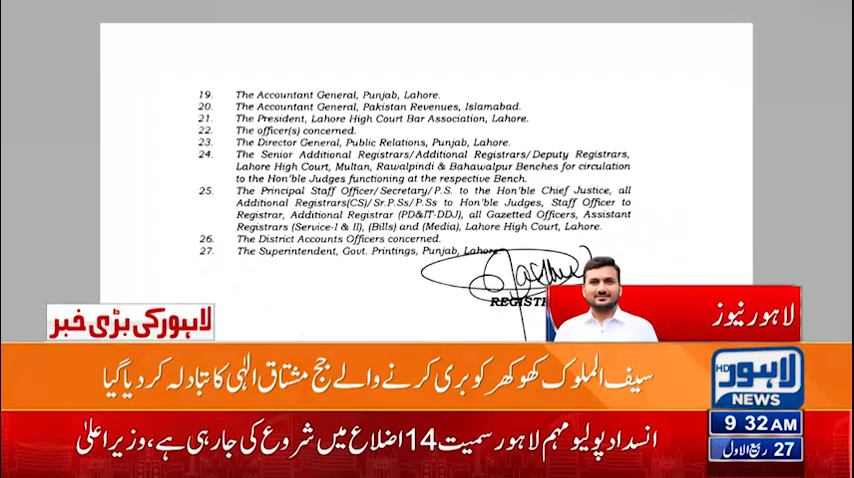 19. The Accountant General, Punjab, Lahore.
20. The Accountant General, Pakistan Revenues, Islamabad.
21. The President, Lahore High Court Bar Association, Lahore.
22. The officer(s) concerned.
23. The Director General, Public Relations, Punjab, Lahore.
24. The Senior Additional Registrars/Additional Registrars/Deputy Registrars,
Lahore High Court, Multan, Rawalpindi & Bahawalpur Benches for circulation
to the Hon'ble Judges functioning at the respective Bench.
25. The Principal Staff Officer/Secretary/P.S. to the Hon'ble Chief Justice, all
Additional Registrars(CS)/Sr.P.Ss/P.Ss to Hon'ble Judges, Staff Officer to
Registrar, Additional Registrar (PD&IT-DDJ), all Gazetted Officers, Assistant
Registrars (Service-I & II), (Bills) and (Media), Lahore High Court, Lahore.
26. The District Accounts Officers concerned.
27. The Superintendent, Govt. Printings, Punjab, Lahore.
لاہور نیوز
لاہور کی بڑی خبر
سیف الملوک کھوکھر کو بری کرنے والے جج مشتاق الٰہی کا تبادلہ کر دیا گیا
لاہور HD
NEWS
9 32 AM
انسداد پولیو مہم لاہور سمیت 14 اضلاع میں شروع کی جارہی ہے، وزیراعلیٰ
27 ربیع الاول